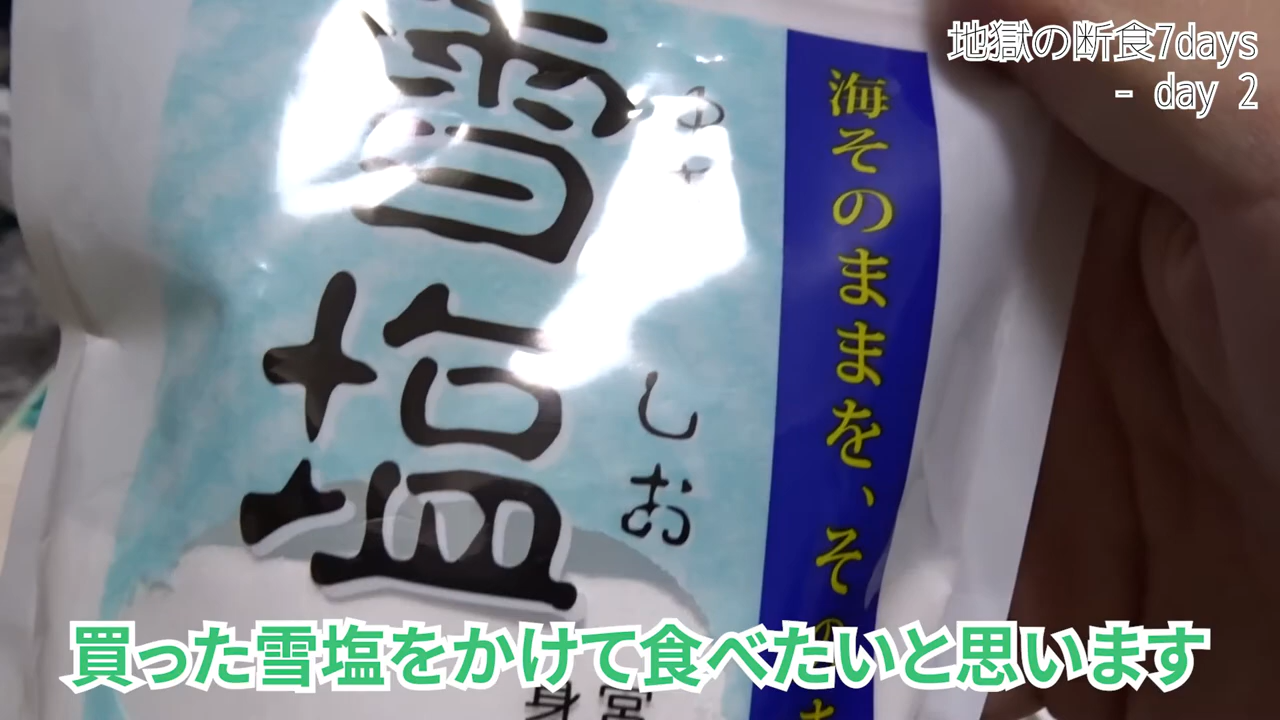 地獄の断食7days
- day 2
雪塩
ゆき
しお
海そのままを、その
買った雪塩をかけて食べたいと思います